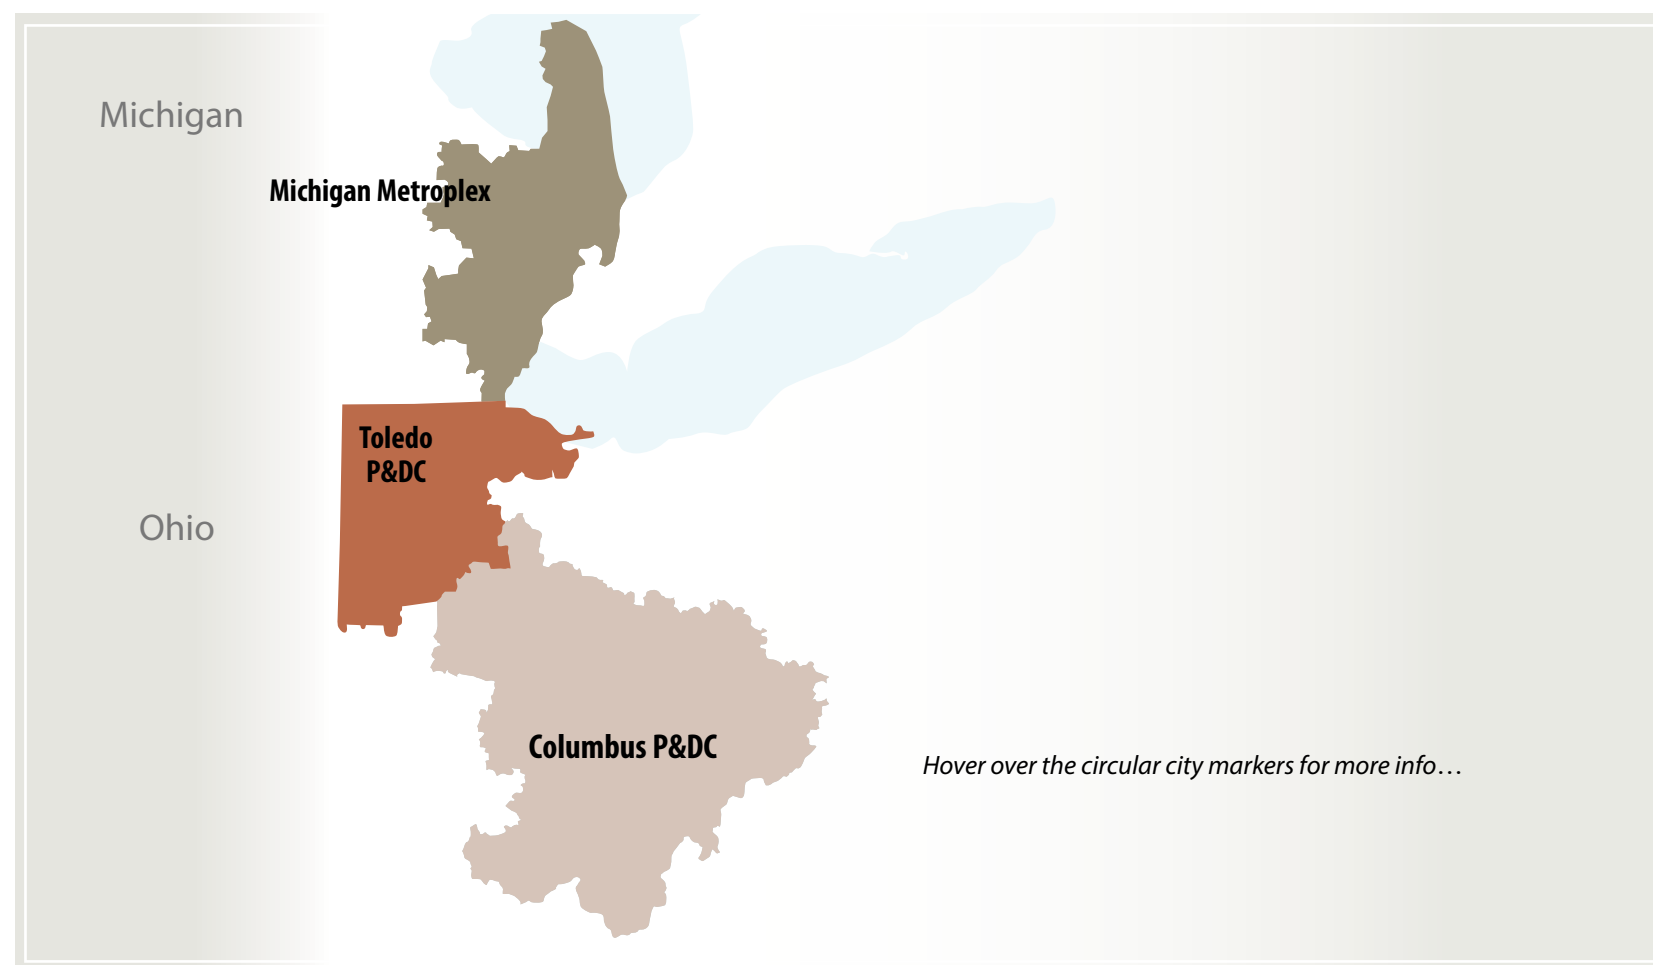 Michigan
Michigan Metroplex
Toledo
P&DC
Ohio
Columbus P&DC
Hover over the circular city markers for more info…